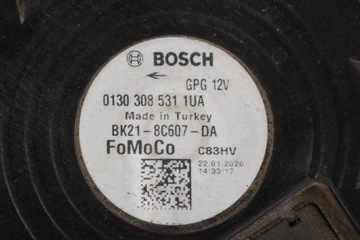 BOSCH
GPG 12V
0130 308 531 1UA
Made in Turkey
BK21-8C607-DA
FoMoCo C83HV
22.01.2020
14:33:17